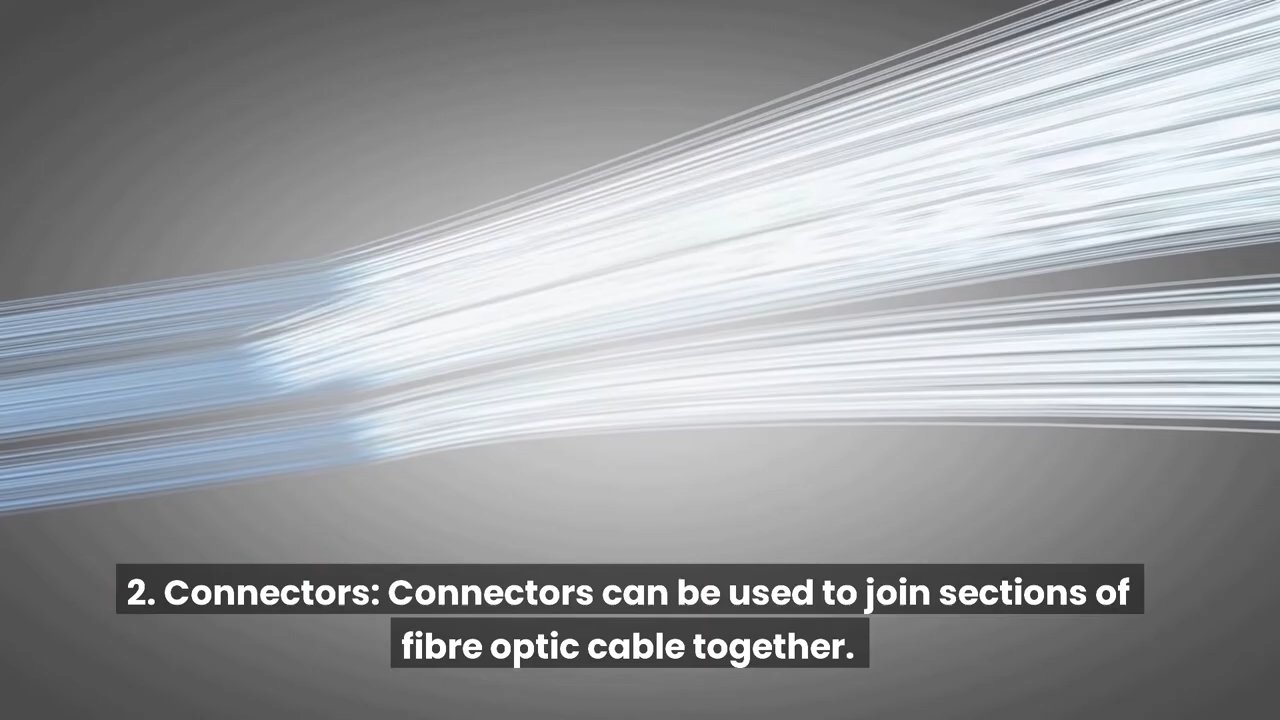 2. Connectors: Connectors can be used to join sections of
fibre optic cable together.